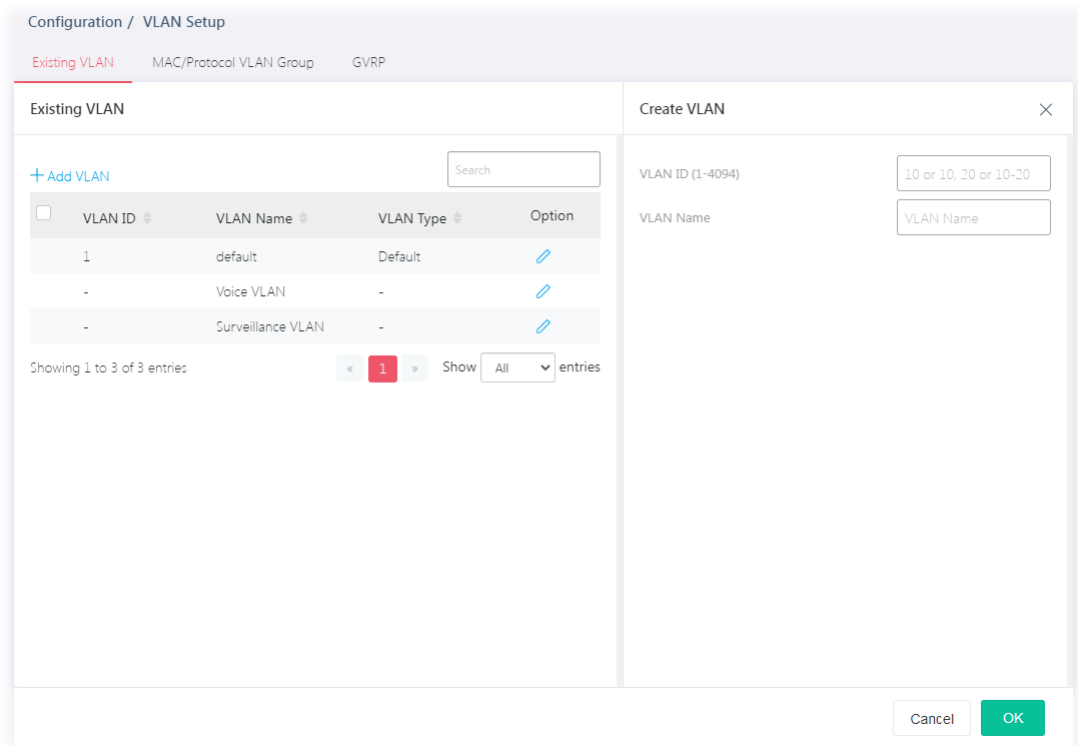 Configuration / VLAN Setup
Existing VLAN MAC/Protocol VLAN Group GVRP
Existing VLAN
+ Add VLAN
Search
VLAN ID VLAN Name VLAN Type Option
1 default Default
- Voice VLAN -
- Surveillance VLAN -
Showing 1 to 3 of 3 entries « 1 » Show All entries
Create VLAN
VLAN ID (1-4094) 10 or 10, 20 or 10-20
VLAN Name VLAN Name
Cancel OK